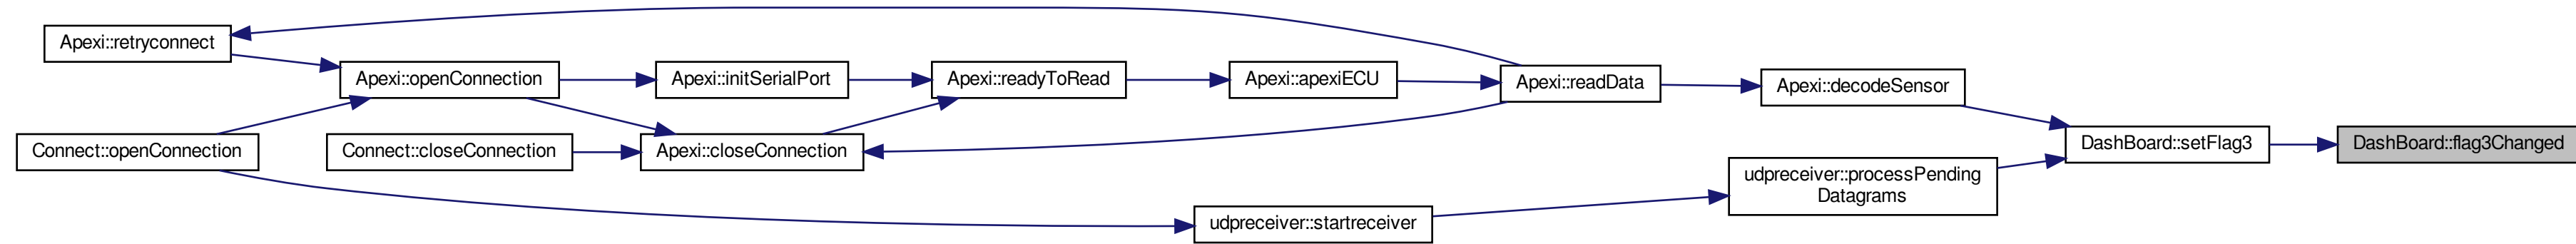 Apexi::retryconnect
Apexi::openConnection
Apexi::initSerialPort
Apexi::readyToRead
Apexi::apexiECU
Apexi::readData
Apexi::decodeSensor
Connect::openConnection
Connect::closeConnection
Apexi::closeConnection
DashBoard::setFlag3
DashBoard::flag3Changed
udpreceiver::processPending
Datagrams
udpreceiver::startreceiver